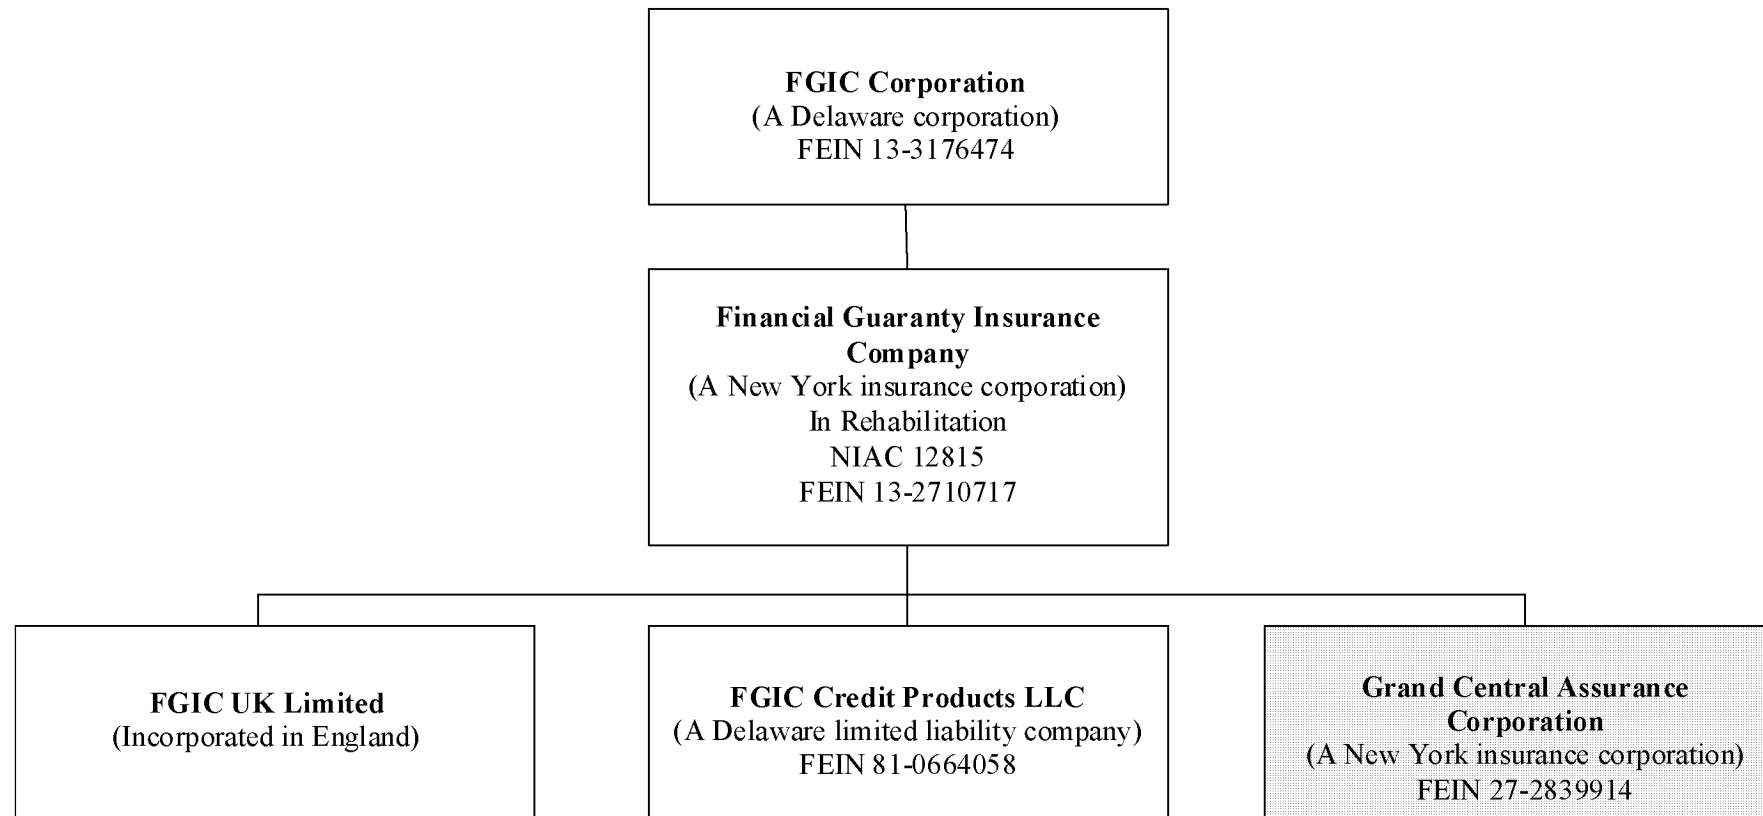 FGIC Corporation
(A Delaware corporation)
FEIN 13-3176474
Financial Guaranty Insurance
Company
(A New York insurance corporation)
In Rehabilitation
NIAC 12815
FEIN 13-2710717
FGIC UK Limited
(Incorporated in England)
FGIC Credit Products LLC
(A Delaware limited liability company)
FEIN 81-0664058
Grand Central Assurance
Corporation
(A New York insurance corporation)
FEIN 27-2839914